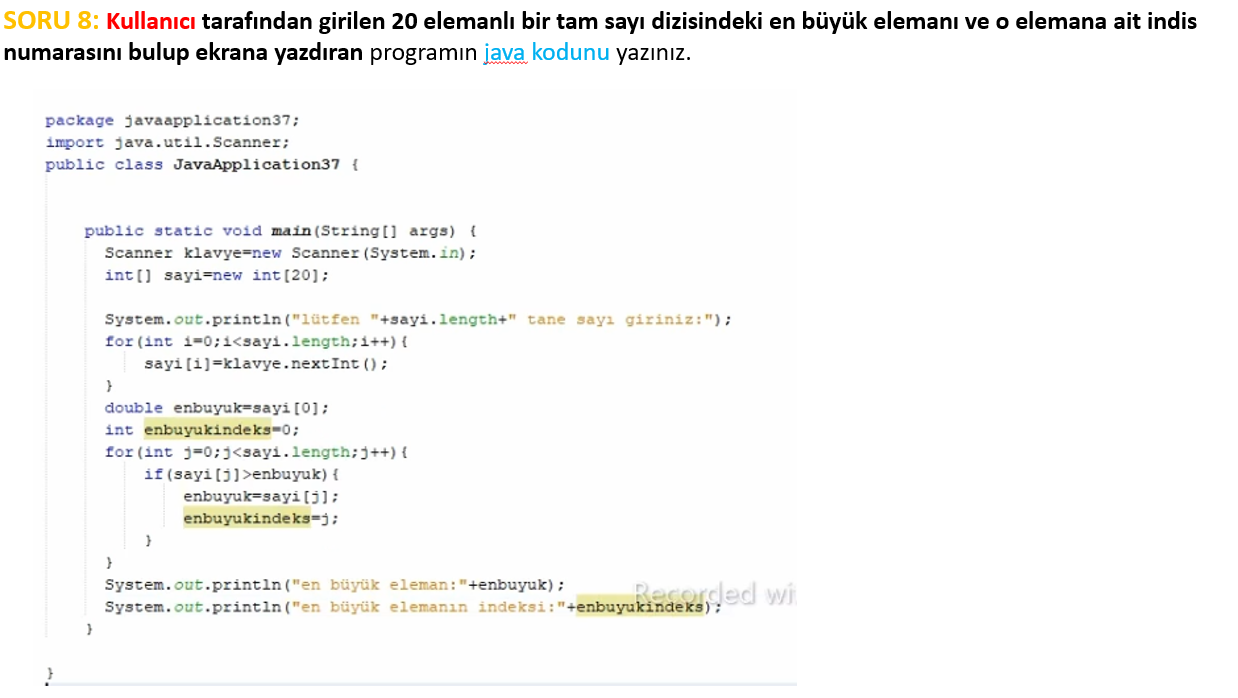 SORU 8: Kullanıcı tarafından girilen 20 elemanlı bir tam sayı dizisindeki en büyük elemanı ve o elemana ait indis
numarasını bulup ekrana yazdıran programın java kodunu yazınız.
package javaapplication37;
import java.util.Scanner;
public class JavaApplication37 {
public static void main(String[] args) {
Scanner klavye=new Scanner(System.in);
int[] sayi=new int[20];
System.out.println("lütfen "+sayi.length+" tane sayı giriniz:");
for(int i=0;i<sayi.length;i++){
sayi[i]=klavye.nextInt();
}
double enbuyuk=sayi[0];
int enbuyukindeks=0;
for(int j=0;j<sayi.length;j++){
if(sayi[j]>enbuyuk){
enbuyuk=sayi[j];
enbuyukindeks=j;
}
}
System.out.println("en büyük eleman:"+enbuyuk);
System.out.println("en büyük elemanın indeksi:"+enbuyukindeks);
}
}
Recorded wi